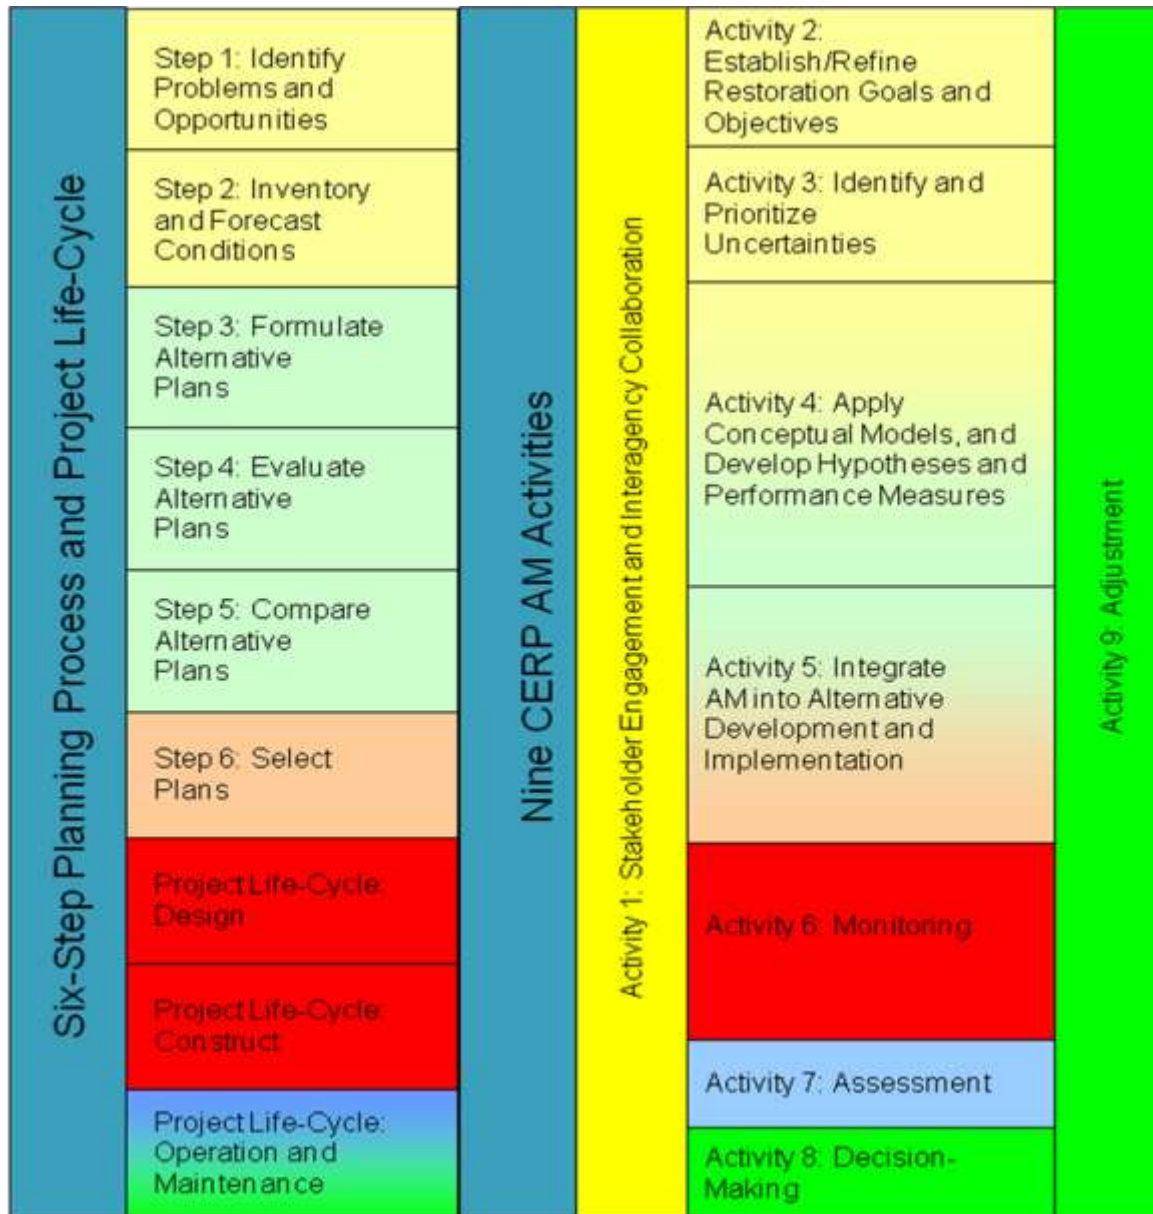 Six-Step Planning Process and Project Life-Cycle
Step 1: Identify
Problems and
Opportunities
Step 2: Inventory
and Forecast
Conditions
Step 3: Formulate
Alternative
Plans
Step 4: Evaluate
Alternative
Plans
Step 5: Compare
Alternative
Plans
Step 6: Select
Plans
Project Life-Cycle:
Design
Project Life-Cycle:
Construct
Project Life-Cycle:
Operation and
Maintenance
Nine CERP AM Activities
Activity 1: Stakeholder Engagement and Interagency Collaboration
Activity 2:
Establish/Refine
Restoration Goals and
Objectives
Activity 3: Identify and
Prioritize
Uncertainties
Activity 4: Apply
Conceptual Models, and
Develop Hypotheses and
Performance Measures
Activity 5: Integrate
AM into Alternative
Development and
Implementation
Activity 6: Monitoring
Activity 7: Assessment
Activity 8: Decision-
Making
Activity 9: Adjustment